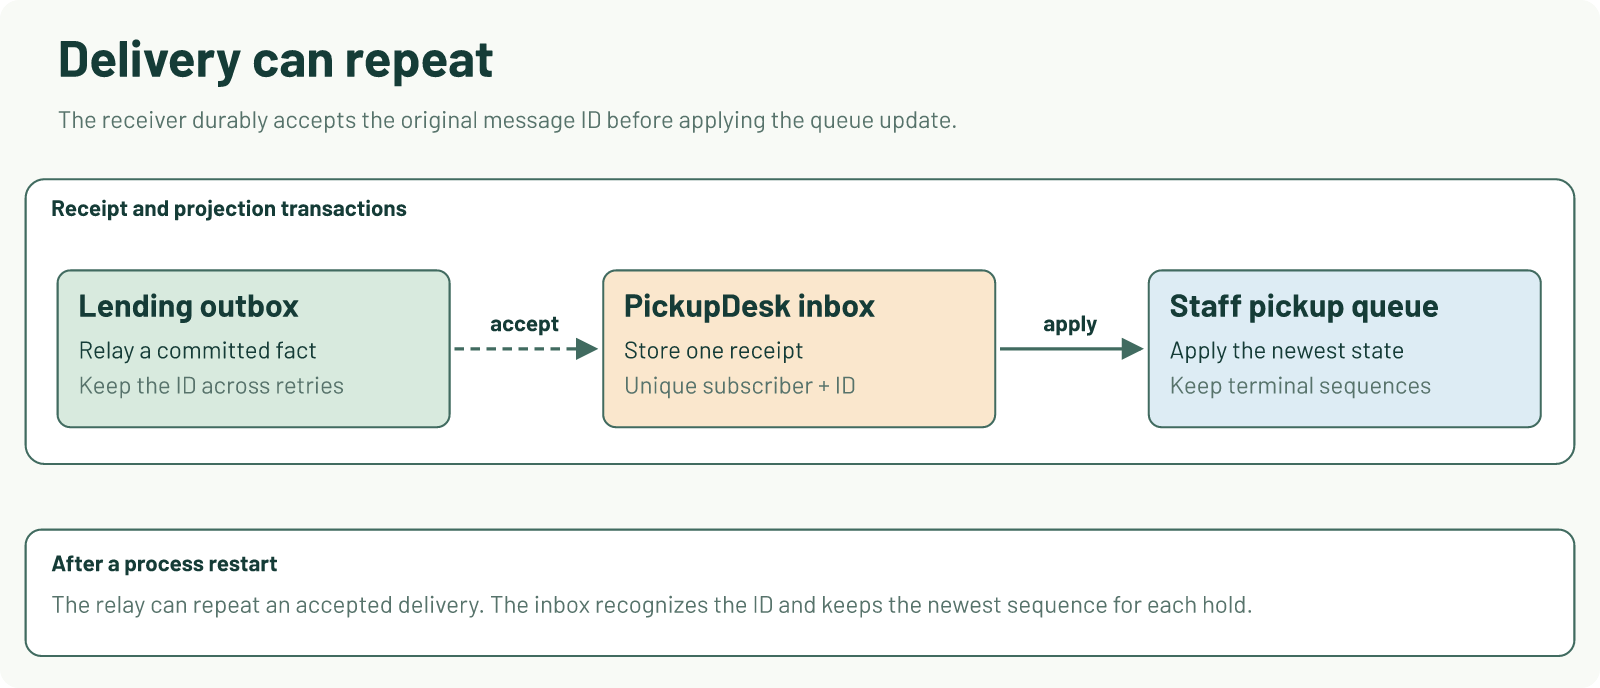 Delivery can repeat
The receiver durably accepts the original message ID before applying the queue update.
Receipt and projection transactions
Lending outbox
Relay a committed fact
Keep the ID across retries
accept
PickupDesk inbox
Store one receipt
Unique subscriber + ID
apply
Staff pickup queue
Apply the newest state
Keep terminal sequences
After a process restart
The relay can repeat an accepted delivery. The inbox recognizes the ID and keeps the newest sequence for each hold.